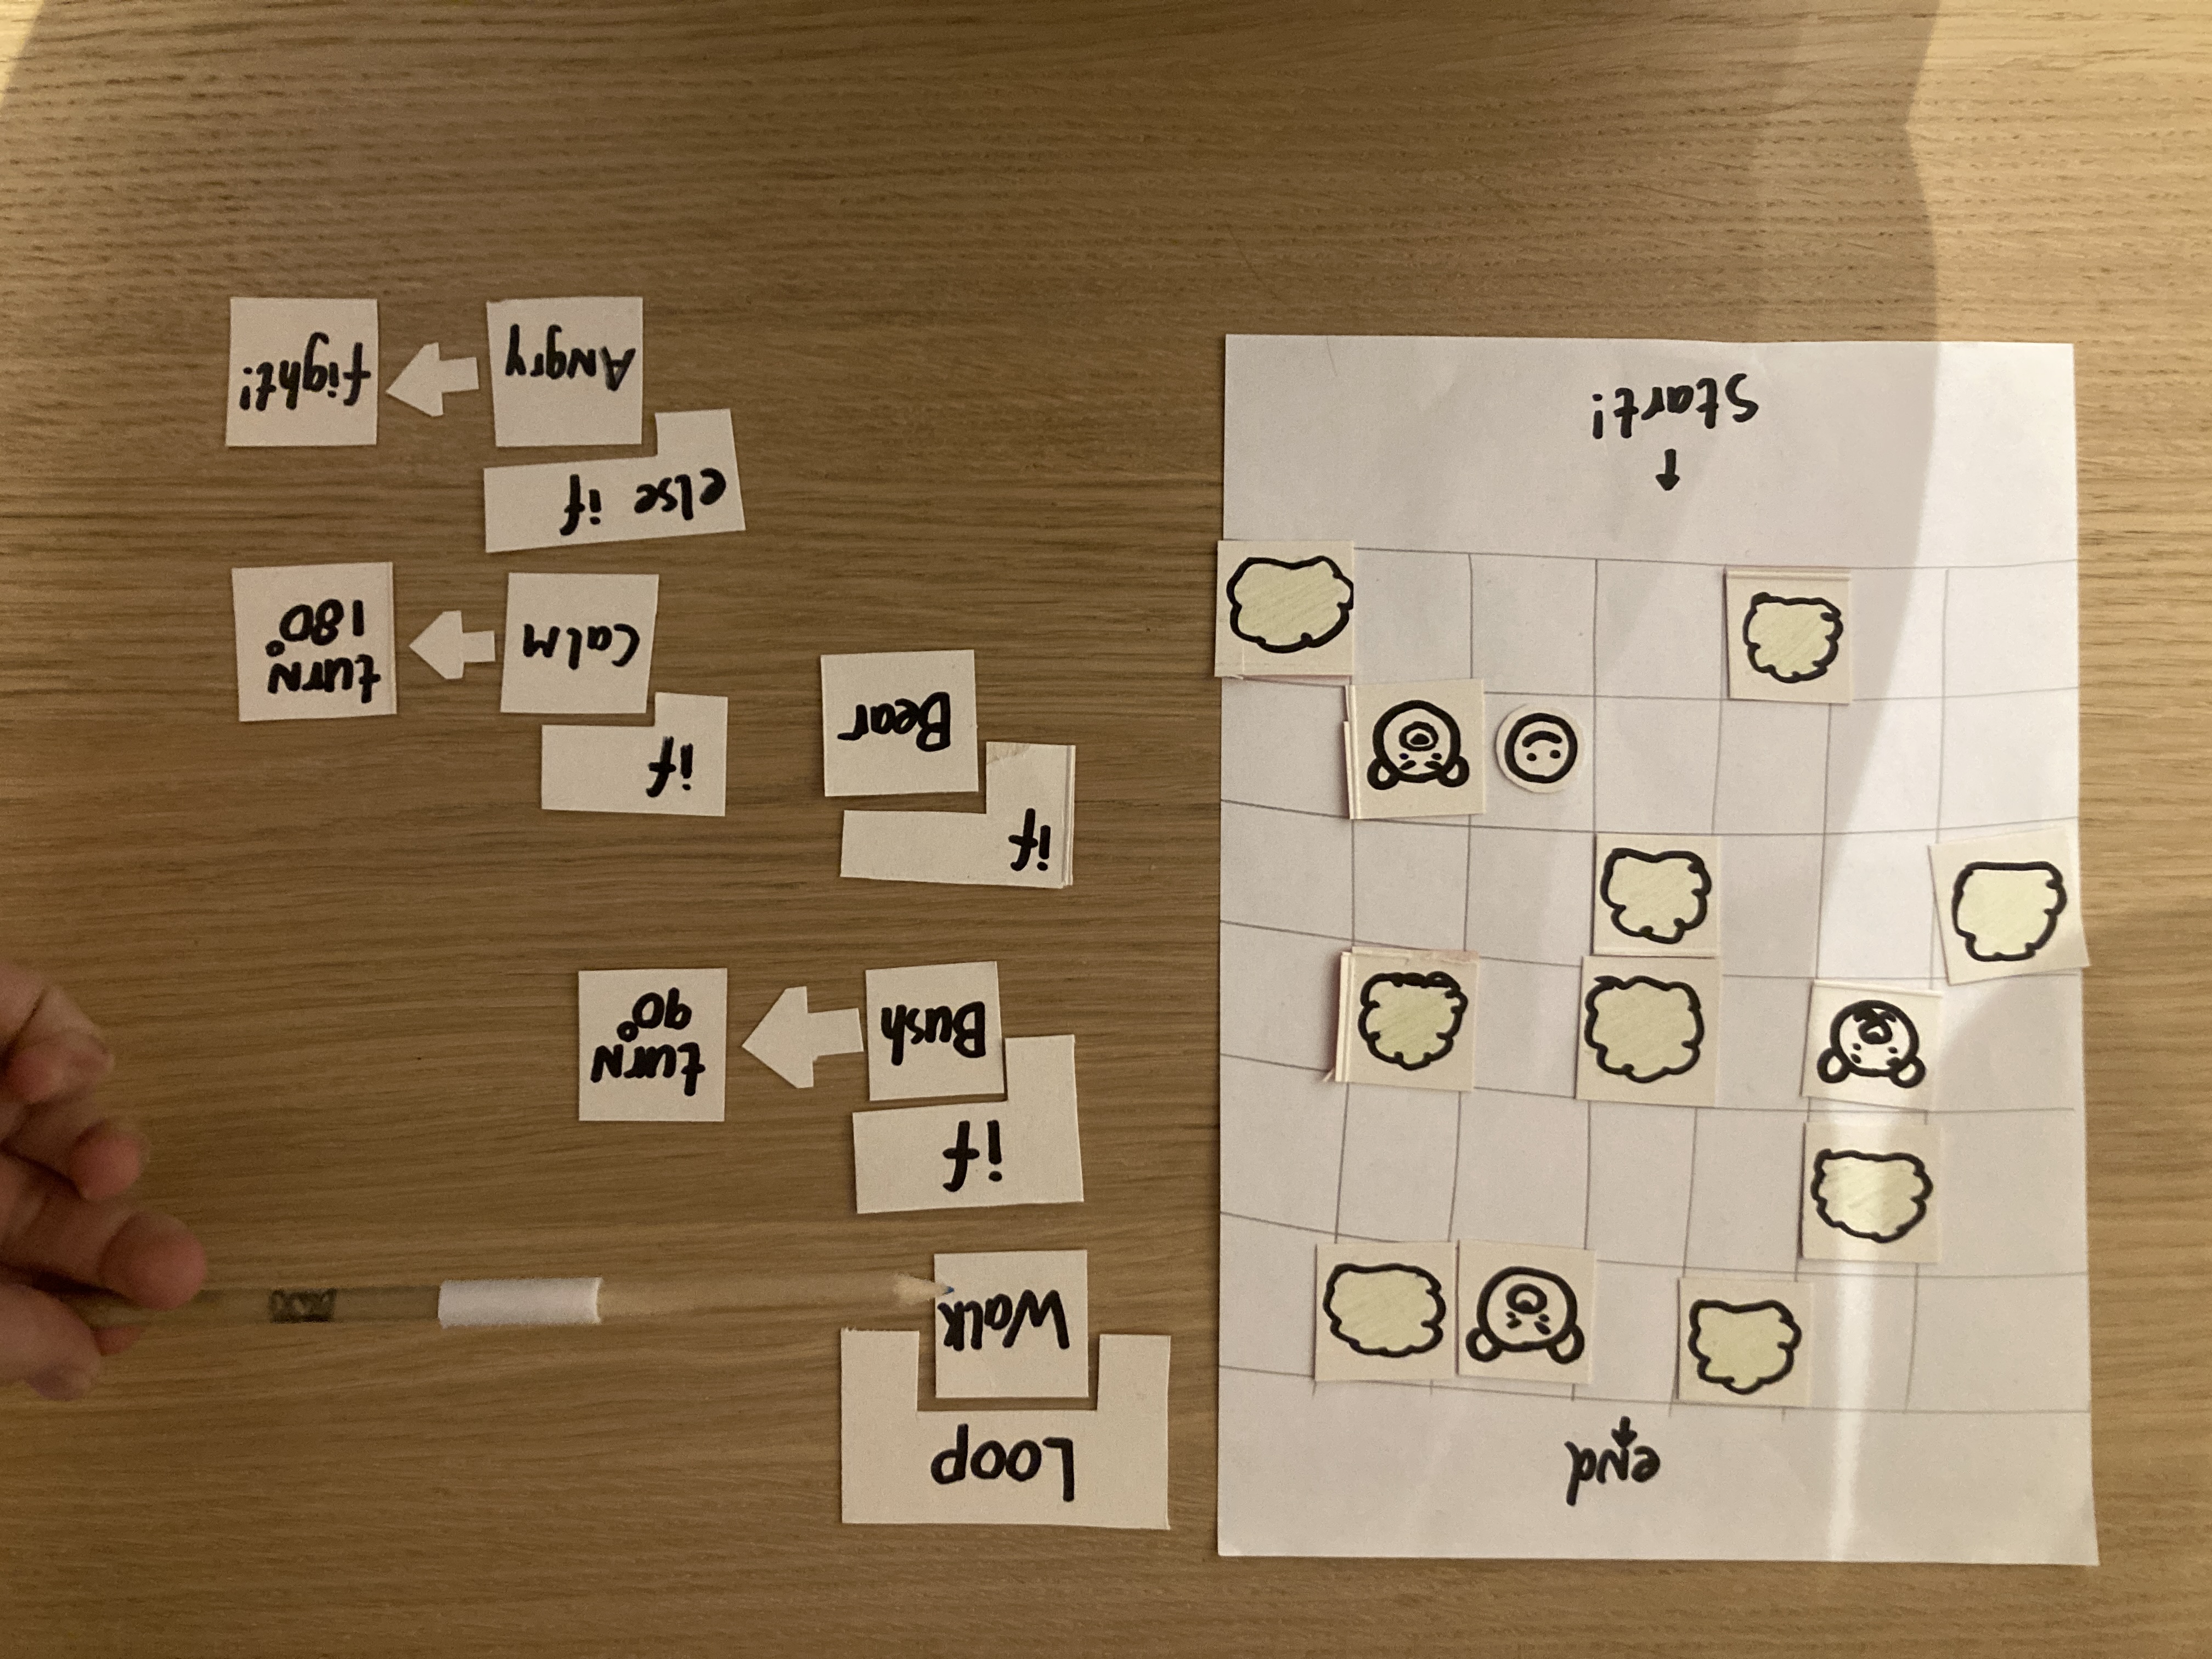 end
Start!
Loop
Walk
if
Bush
turn
90°
if
Bear
if
Calm
turn
180°
else if
Angry
fight!